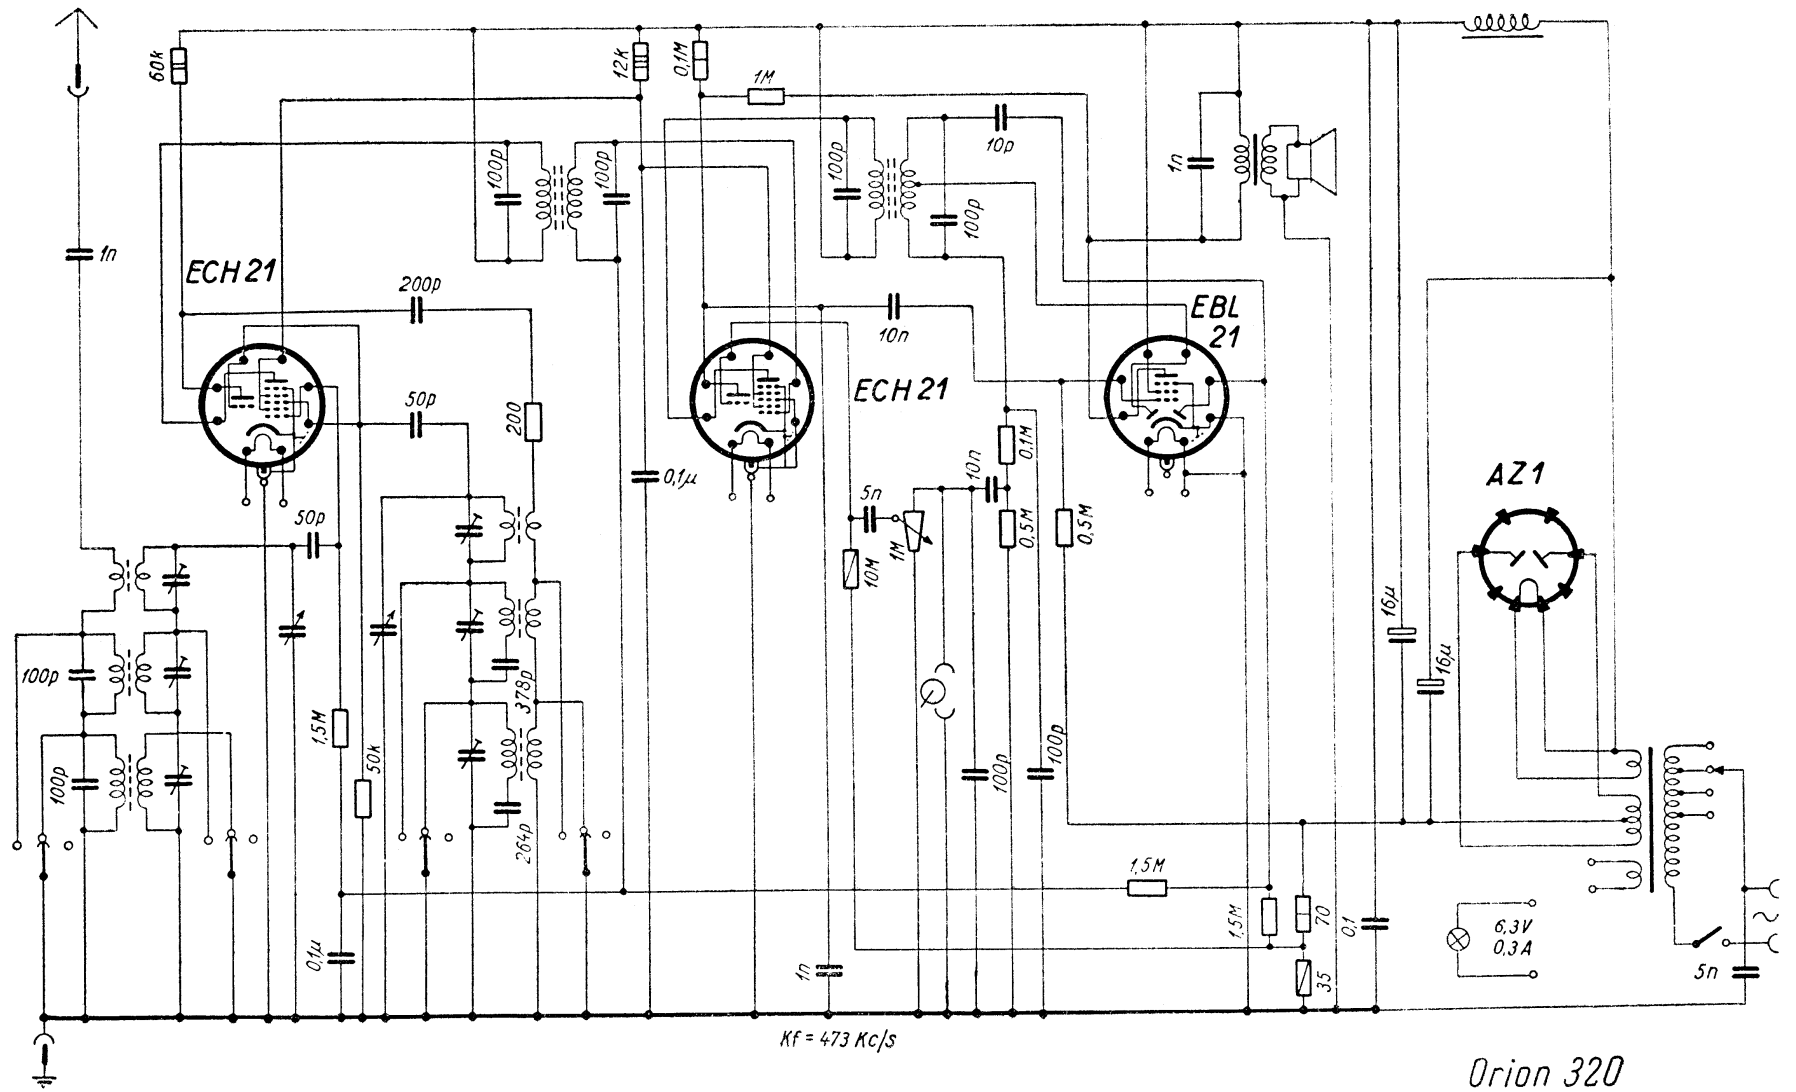 60k
12K
0,1M
1M
10p
1n
100p
100p
100p
100p
1n
ECH 21
200p
10n
EBL
21
50p
200
ECH 21
0,1μ
50p
5n
10n
0,1M
0,5M
0,5M
1M
10M
AZ1
16μ
16μ
100p
378p
1,5M
50k
100p
100p
100p
264p
1,5M
1,5M
70
0,1
6,3V
0,3A
0,1μ
1n
35
5n
Kf = 473 Kc/s
Orion 320